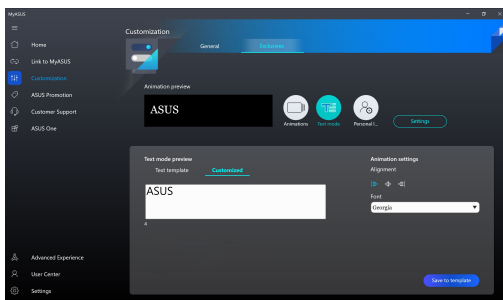 MyASUS
Customization
General
Exclusives
Home
Link to MyASUS
Customization
ASUS Promotion
Customer Support
ASUS One
Animation preview
ASUS
Animations
Text mode
Personal I...
Settings
Text mode preview
Text template
Customized
ASUS
4
Animation settings
Alignment
Font
Georgia
Save to template
Advanced Experience
User Center
Settings